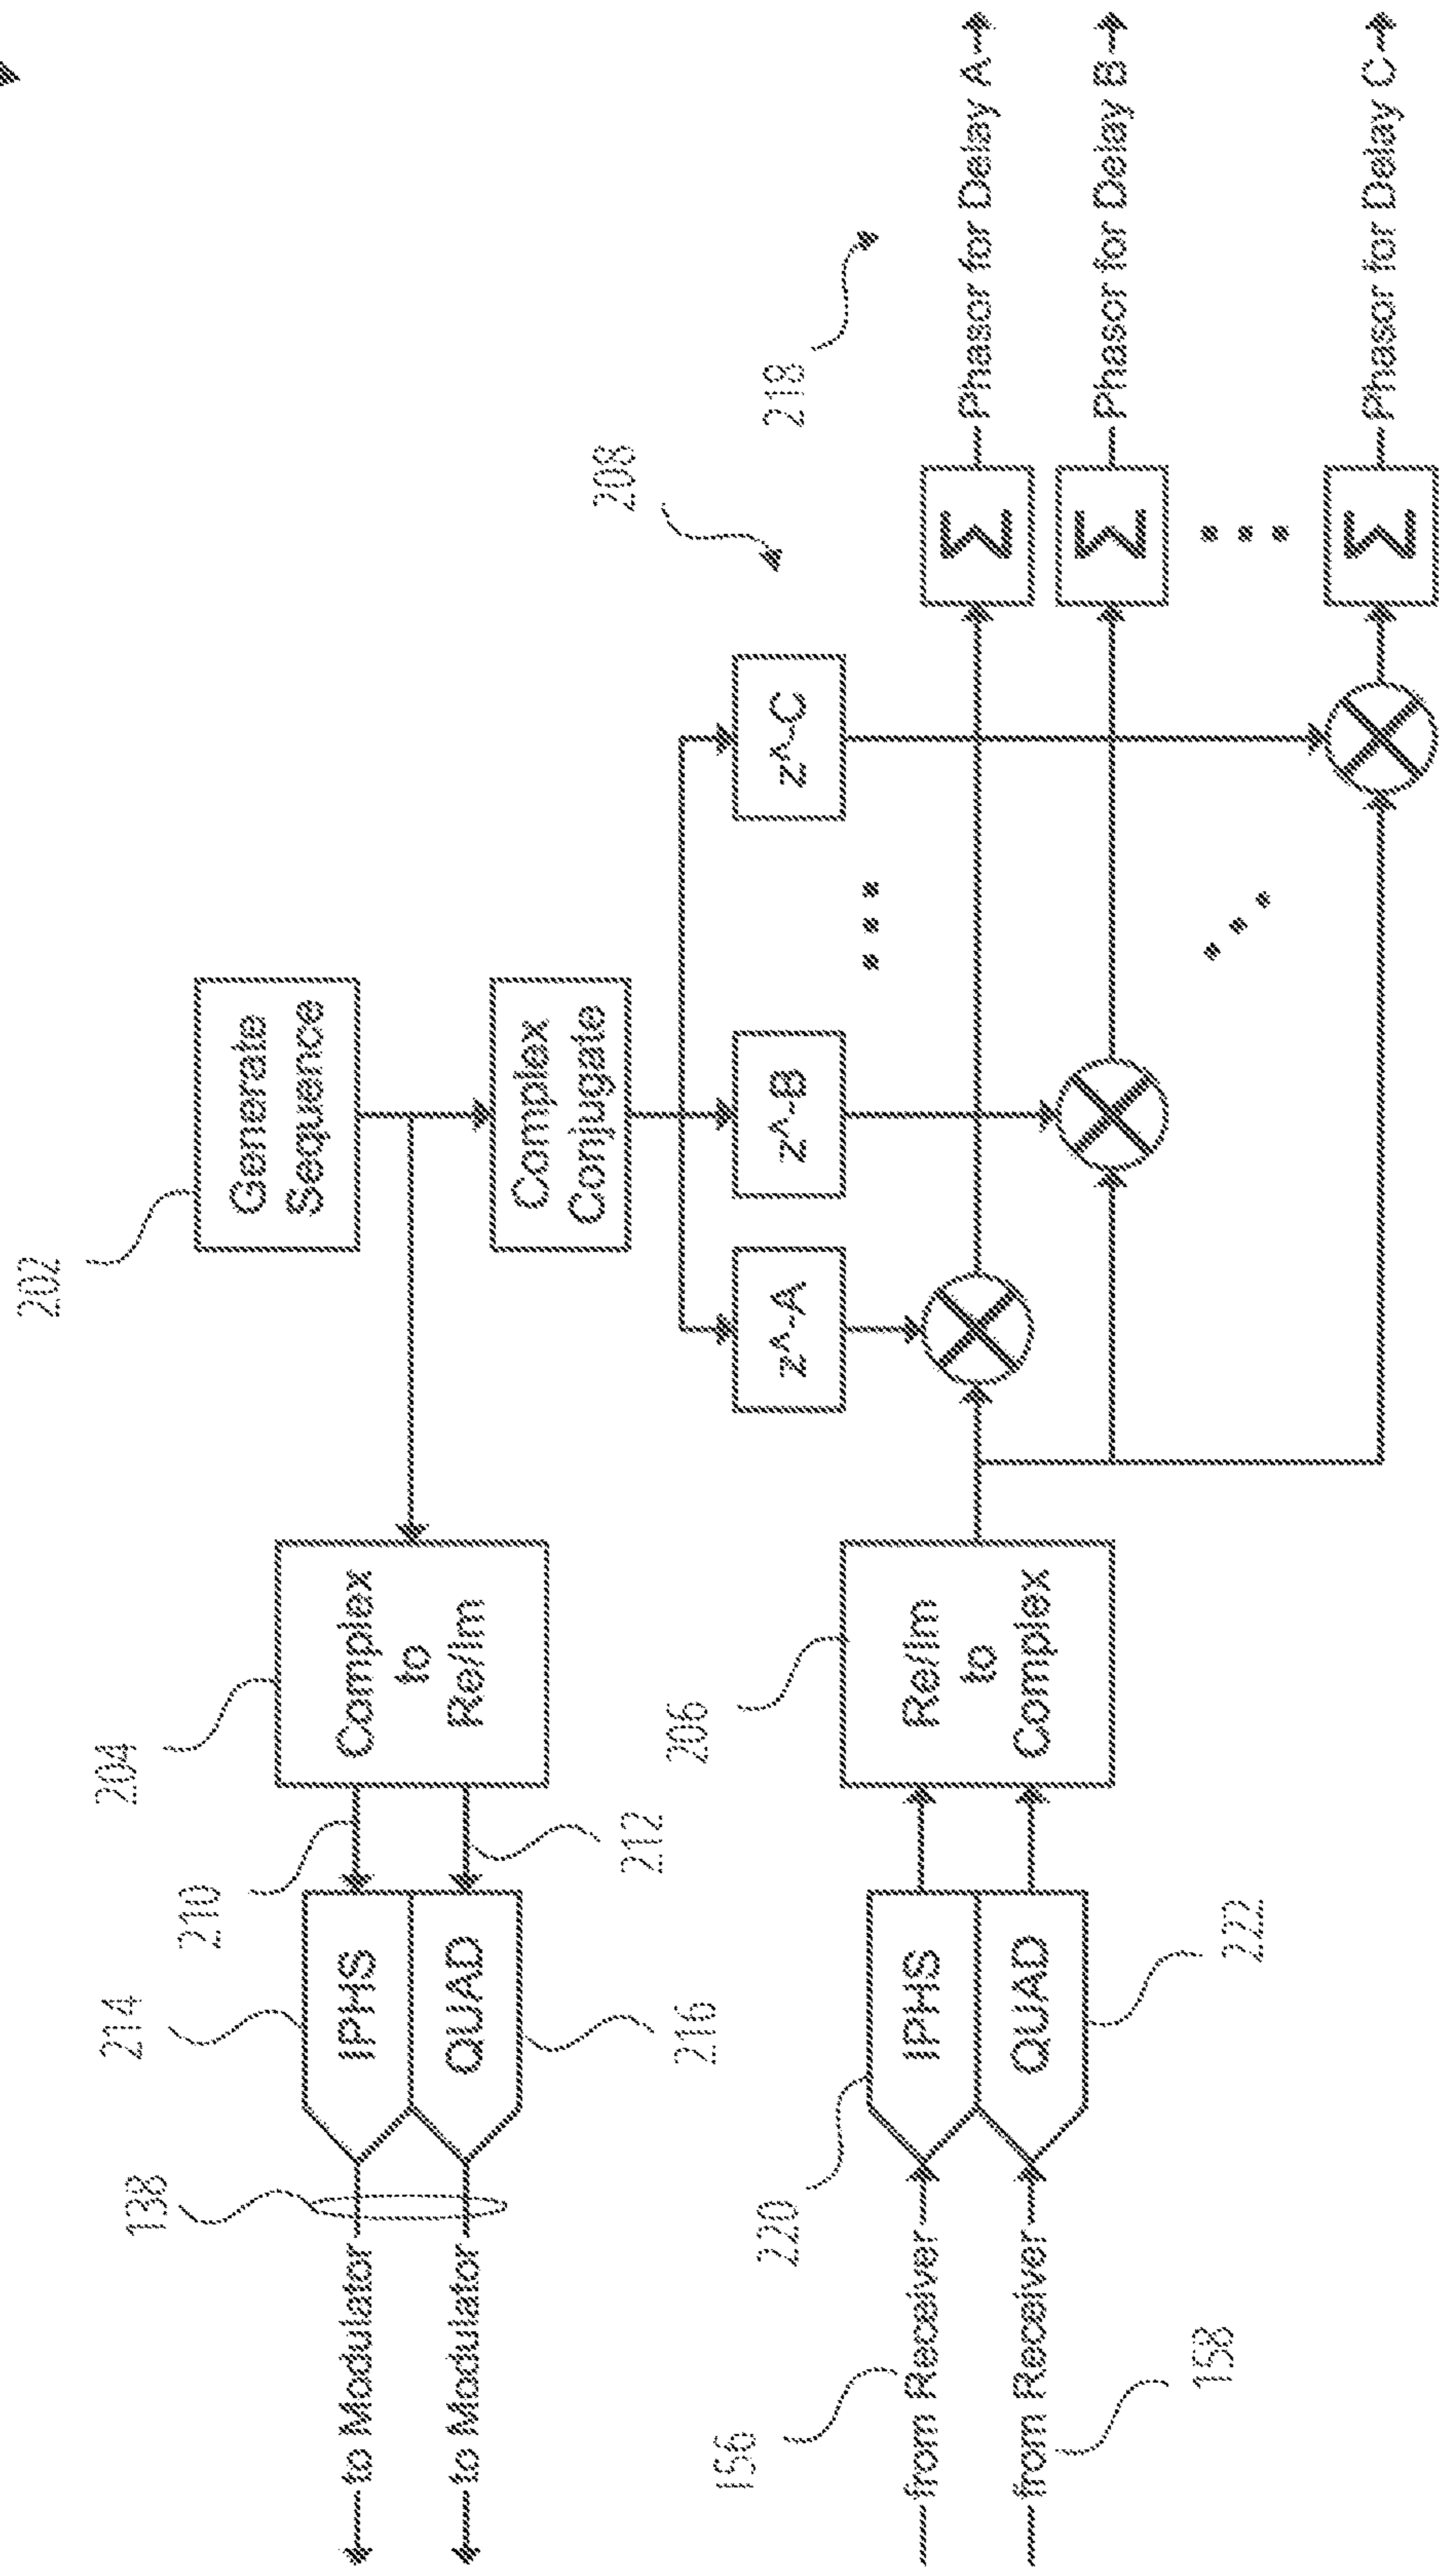 202
Generate
Sequence
204
Complex
to
Re/Im
210
212
214
IPHS
QUAD
216
138
to Modulator
to Modulator
Complex
Conjugate
208
z^-A
z^-B
z^-C
218
Σ
Phasor for Delay A
Σ
Phasor for Delay B
Σ
Phasor for Delay C
206
Re/Im
to
Complex
220
IPHS
QUAD
222
156
from Receiver
from Receiver
158